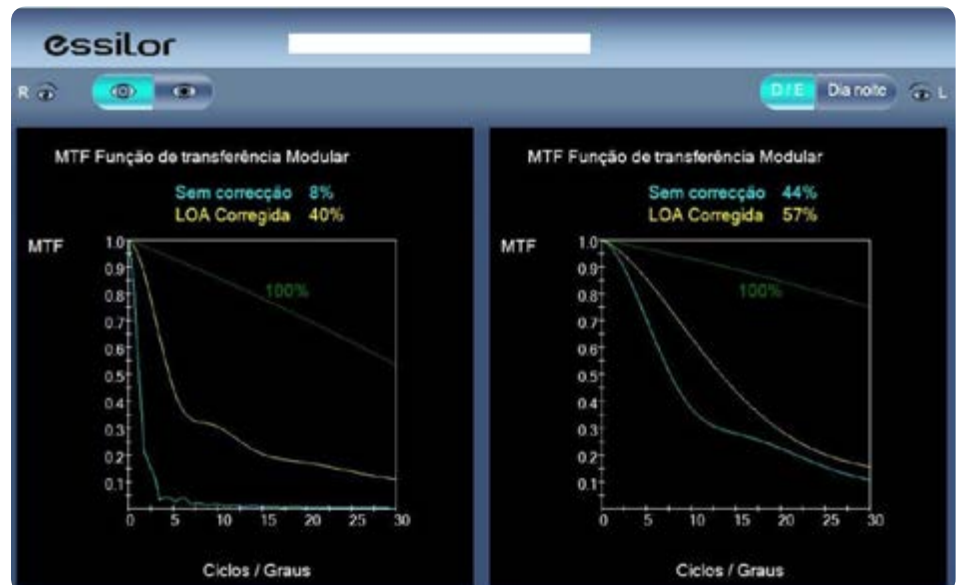 essilor
R
D / E Dia noite
L
MTF Função de transferência Modular
Sem correcção 8%
LOA Corregida 40%
MTF
1.0
0.9
0.8
0.7
0.6
0.5
0.4
0.3
0.2
0.1
100%
0 5 10 15 20 25 30
Ciclos / Graus
MTF Função de transferência Modular
Sem correcção 44%
LOA Corregida 57%
MTF
1.0
0.9
0.8
0.7
0.6
0.5
0.4
0.3
0.2
0.1
100%
0 5 10 15 20 25 30
Ciclos / Graus